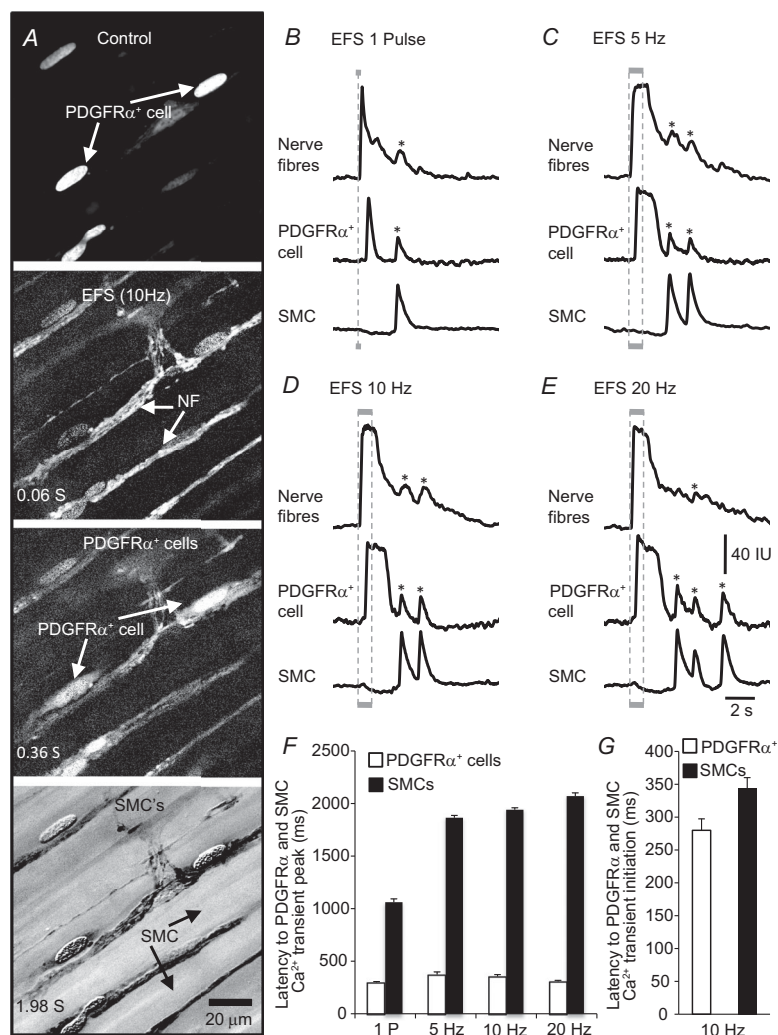 A
Control
PDGFRα⁺ cell
EFS (10Hz)
NF
0.06 S
PDGFRα⁺ cells
PDGFRα⁺ cell
0.36 S
SMC's
SMC
1.98 S
20 μm
B EFS 1 Pulse
Nerve
fibres
PDGFRα⁺
cell
SMC
*
*
C EFS 5 Hz
Nerve
fibres
PDGFRα⁺
cell
SMC
* *
* *
D EFS 10 Hz
Nerve
fibres
PDGFRα⁺
cell
SMC
* *
* *
E EFS 20 Hz
Nerve
fibres
PDGFRα⁺
cell
SMC
*
* * *
40 IU
2 s
F
PDGFRα⁺ cells
SMCs
Latency to PDGFRα and SMC
Ca²⁺ transient peak (ms)
2500
2000
1500
1000
500
0
1 P 5 Hz 10 Hz 20 Hz
G
PDGFRα⁺
SMCs
Latency to PDGFRα and SMC
Ca²⁺ transient initiation (ms)
400
350
300
250
200
150
100
50
0
10 Hz